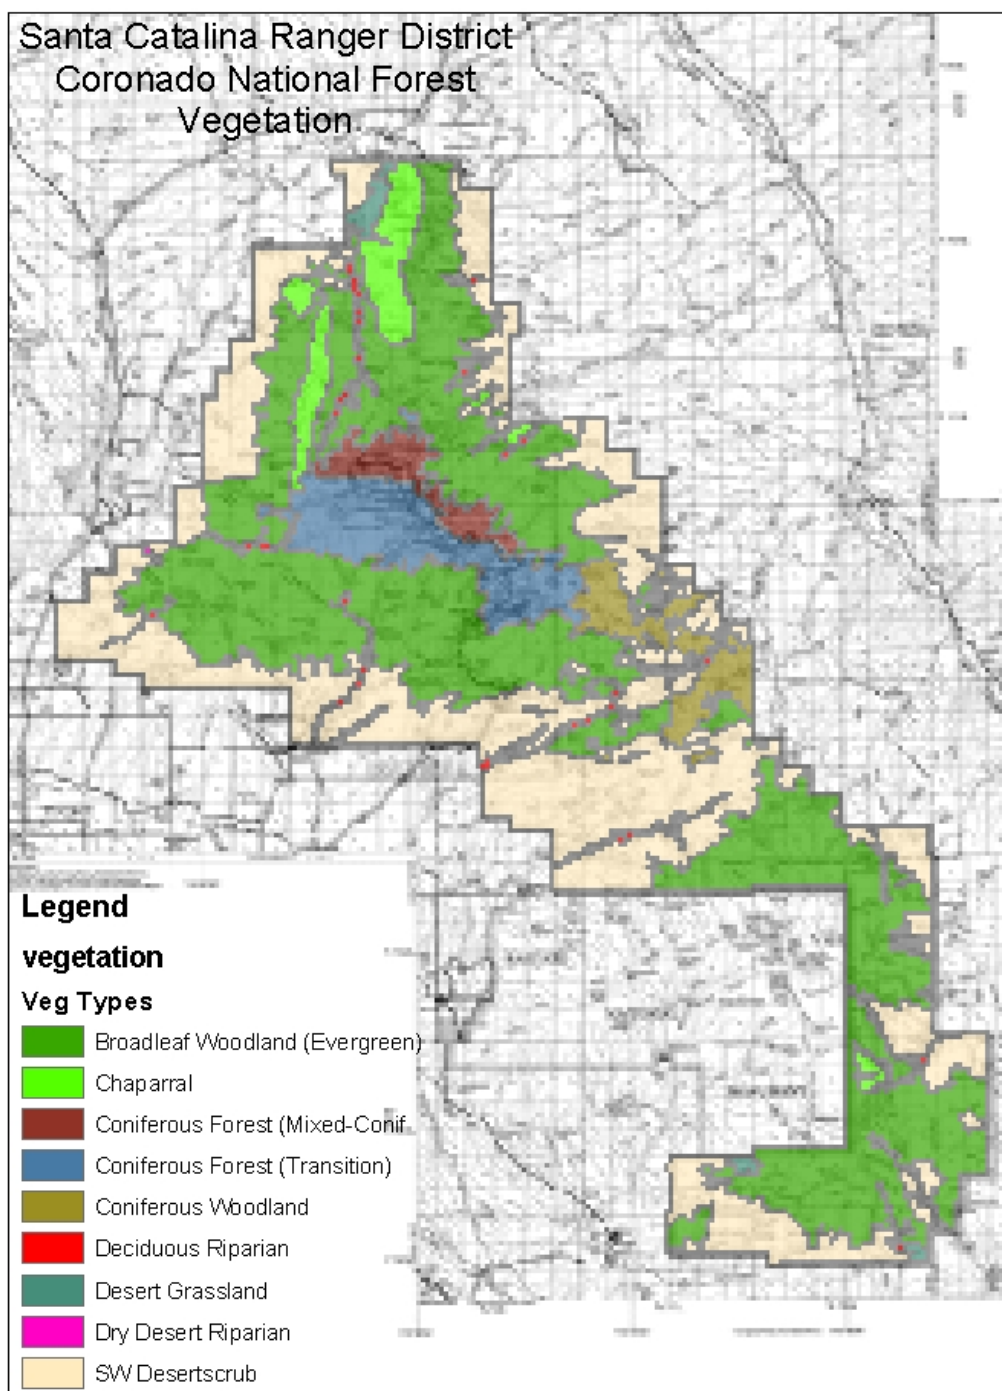 Santa Catalina Ranger District
Coronado National Forest
Vegetation
Legend
vegetation
Veg Types
Broadleaf Woodland (Evergreen)
Chaparral
Coniferous Forest (Mixed-Conif
Coniferous Forest (Transition)
Coniferous Woodland
Deciduous Riparian
Desert Grassland
Dry Desert Riparian
SW Desertscrub